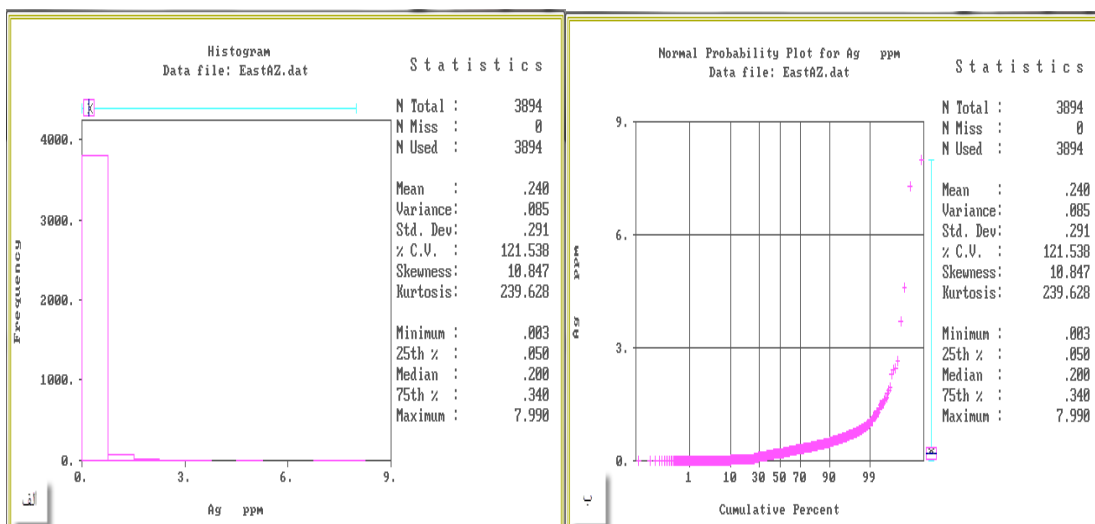 Histogram
Data file: EastAZ.dat
Statistics
N Total : 3894
N Miss : 0
N Used : 3894
Mean : .240
Variance: .085
Std. Dev: .291
% C.V. : 121.538
Skewness: 10.847
Kurtosis: 239.628
Minimum : .003
25th % : .050
Median : .200
75th % : .340
Maximum : 7.990
Frequency
4000.
3000.
2000.
1000.
0.
0. 3. 6. 9.
Ag ppm
الف
Normal Probability Plot for Ag ppm
Data file: EastAZ.dat
Statistics
N Total : 3894
N Miss : 0
N Used : 3894
Mean : .240
Variance: .085
Std. Dev: .291
% C.V. : 121.538
Skewness: 10.847
Kurtosis: 239.628
Minimum : .003
25th % : .050
Median : .200
75th % : .340
Maximum : 7.990
Ag ppm
9.
6.
3.
0.
1 10 30 50 70 90 99
Cumulative Percent
ب